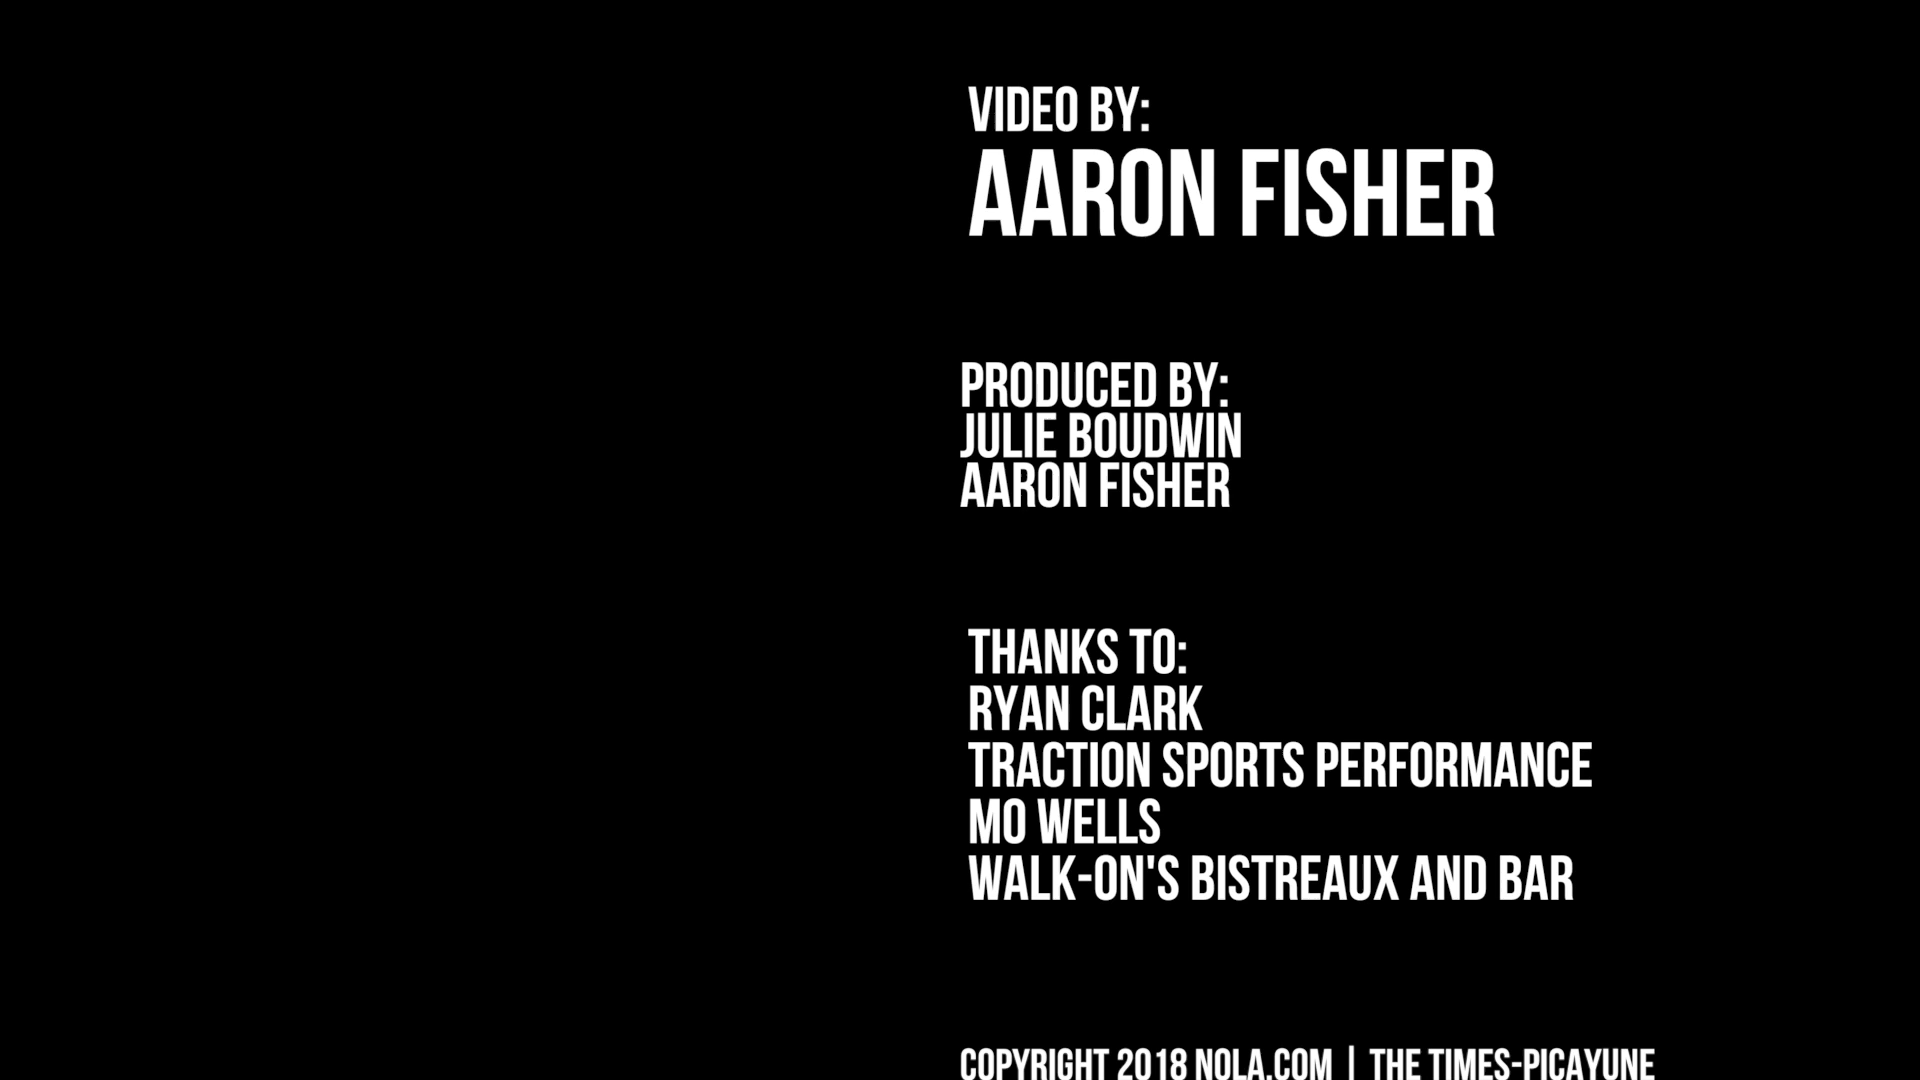 VIDEO BY:
AARON FISHER
PRODUCED BY:
JULIE BOUDWIN
AARON FISHER
THANKS TO:
RYAN CLARK
TRACTION SPORTS PERFORMANCE
MO WELLS
WALK-ON'S BISTREAUX AND BAR
COPYRIGHT 2018 NOLA.COM | THE TIMES-PICAYUNE